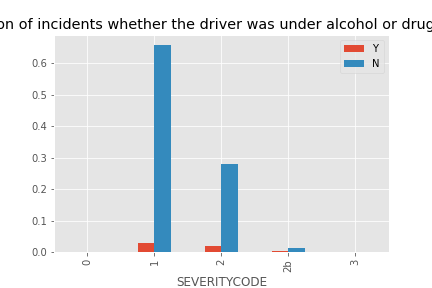 on of incidents whether the driver was under alcohol or drug
Y
N
0.6
0.5
0.4
0.3
0.2
0.1
0.0
0
1
2
2b
3
SEVERITYCODE